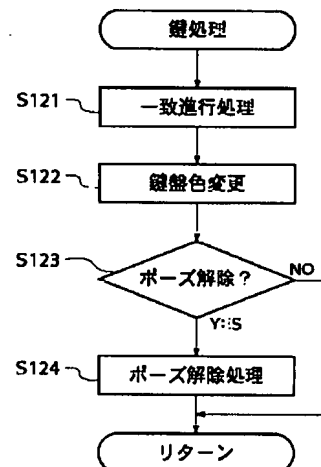 鍵処理
S121
一致進行処理
S122
鍵盤色変更
S123
ポーズ解除？
NO
YES
S124
ポーズ解除処理
リターン